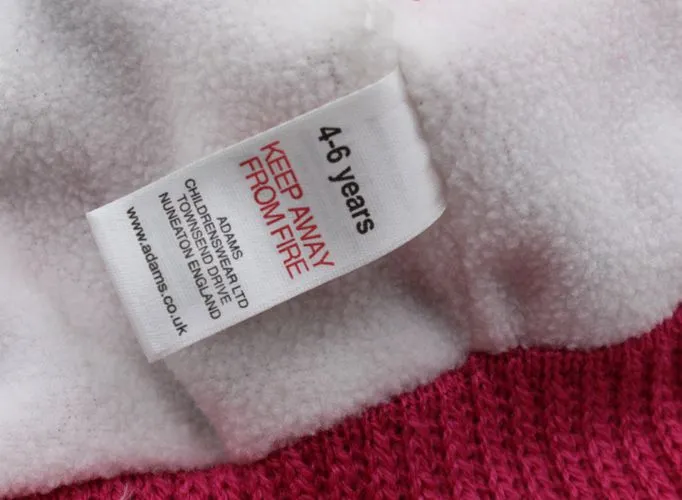 4-6 years
KEEP AWAY
FROM FIRE
ADAMS
CHILDRENSWEAR LTD
TOWNSEND DRIVE
NUNEATON ENGLAND
www.adams.co.uk